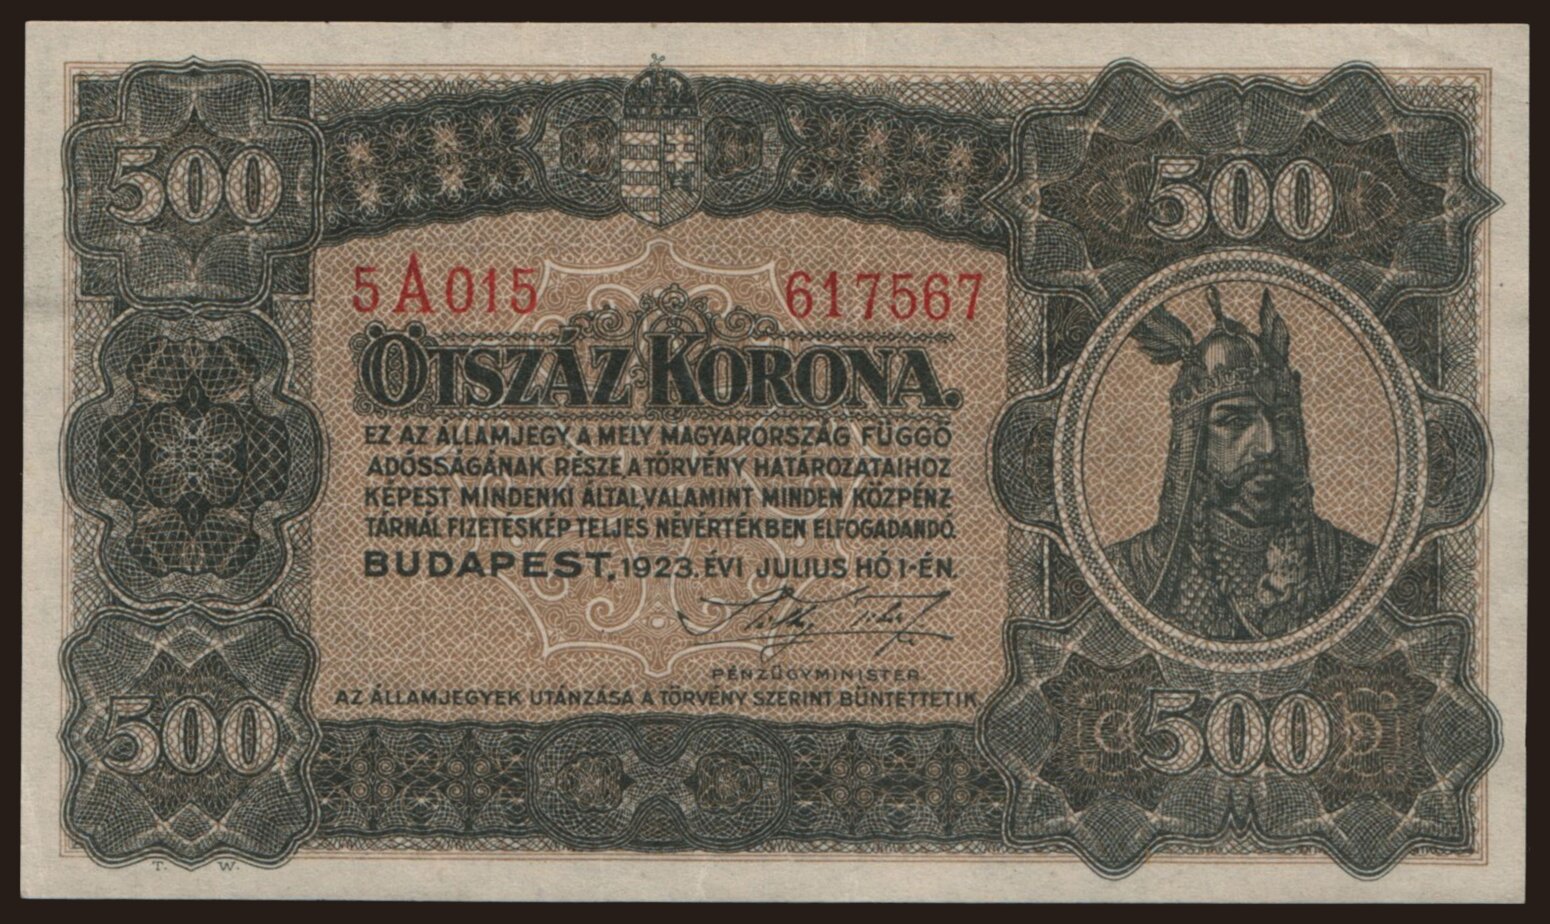 500
500
5A015
617567
ÖTSZÁZ KORONA.
EZ AZ ÁLLAMJEGY, A MELY MAGYARORSZÁG FÜGGŐ
ADÓSSÁGÁNAK RÉSZE, A TÖRVÉNY HATÁROZATAIHOZ
KÉPEST MINDENKI ÁLTAL, VALAMINT MINDEN KÖZPÉNZ
TÁRNÁL FIZETÉSKÉP TELJES NÉVÉRTÉKBEN ELFOGADANDÓ.
BUDAPEST, 1923. ÉVI JULIUS HÓ 1-ÉN.
PÉNZÜGYMINISTER.
AZ ÁLLAMJEGYEK UTÁNZÁSA A TÖRVÉNY SZERINT BÜNTETTETIK.
500
500
T. W.